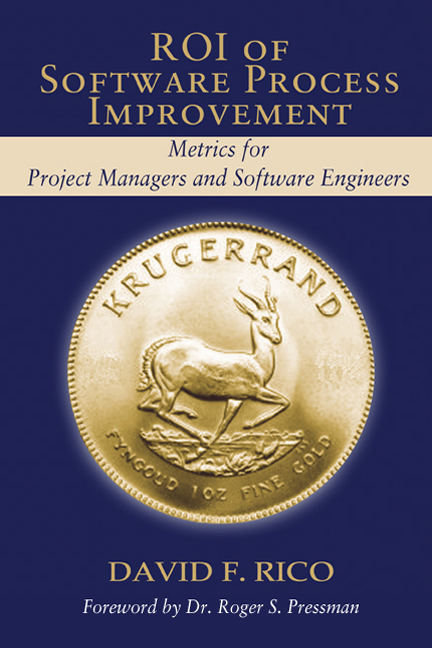 ROI OF
SOFTWARE PROCESS
IMPROVEMENT
Metrics for
Project Managers and Software Engineers
KRUGERRAND
FYNGOUD 1 OZ FINE GOLD
DAVID F. RICO
Foreword by Dr. Roger S. Pressman